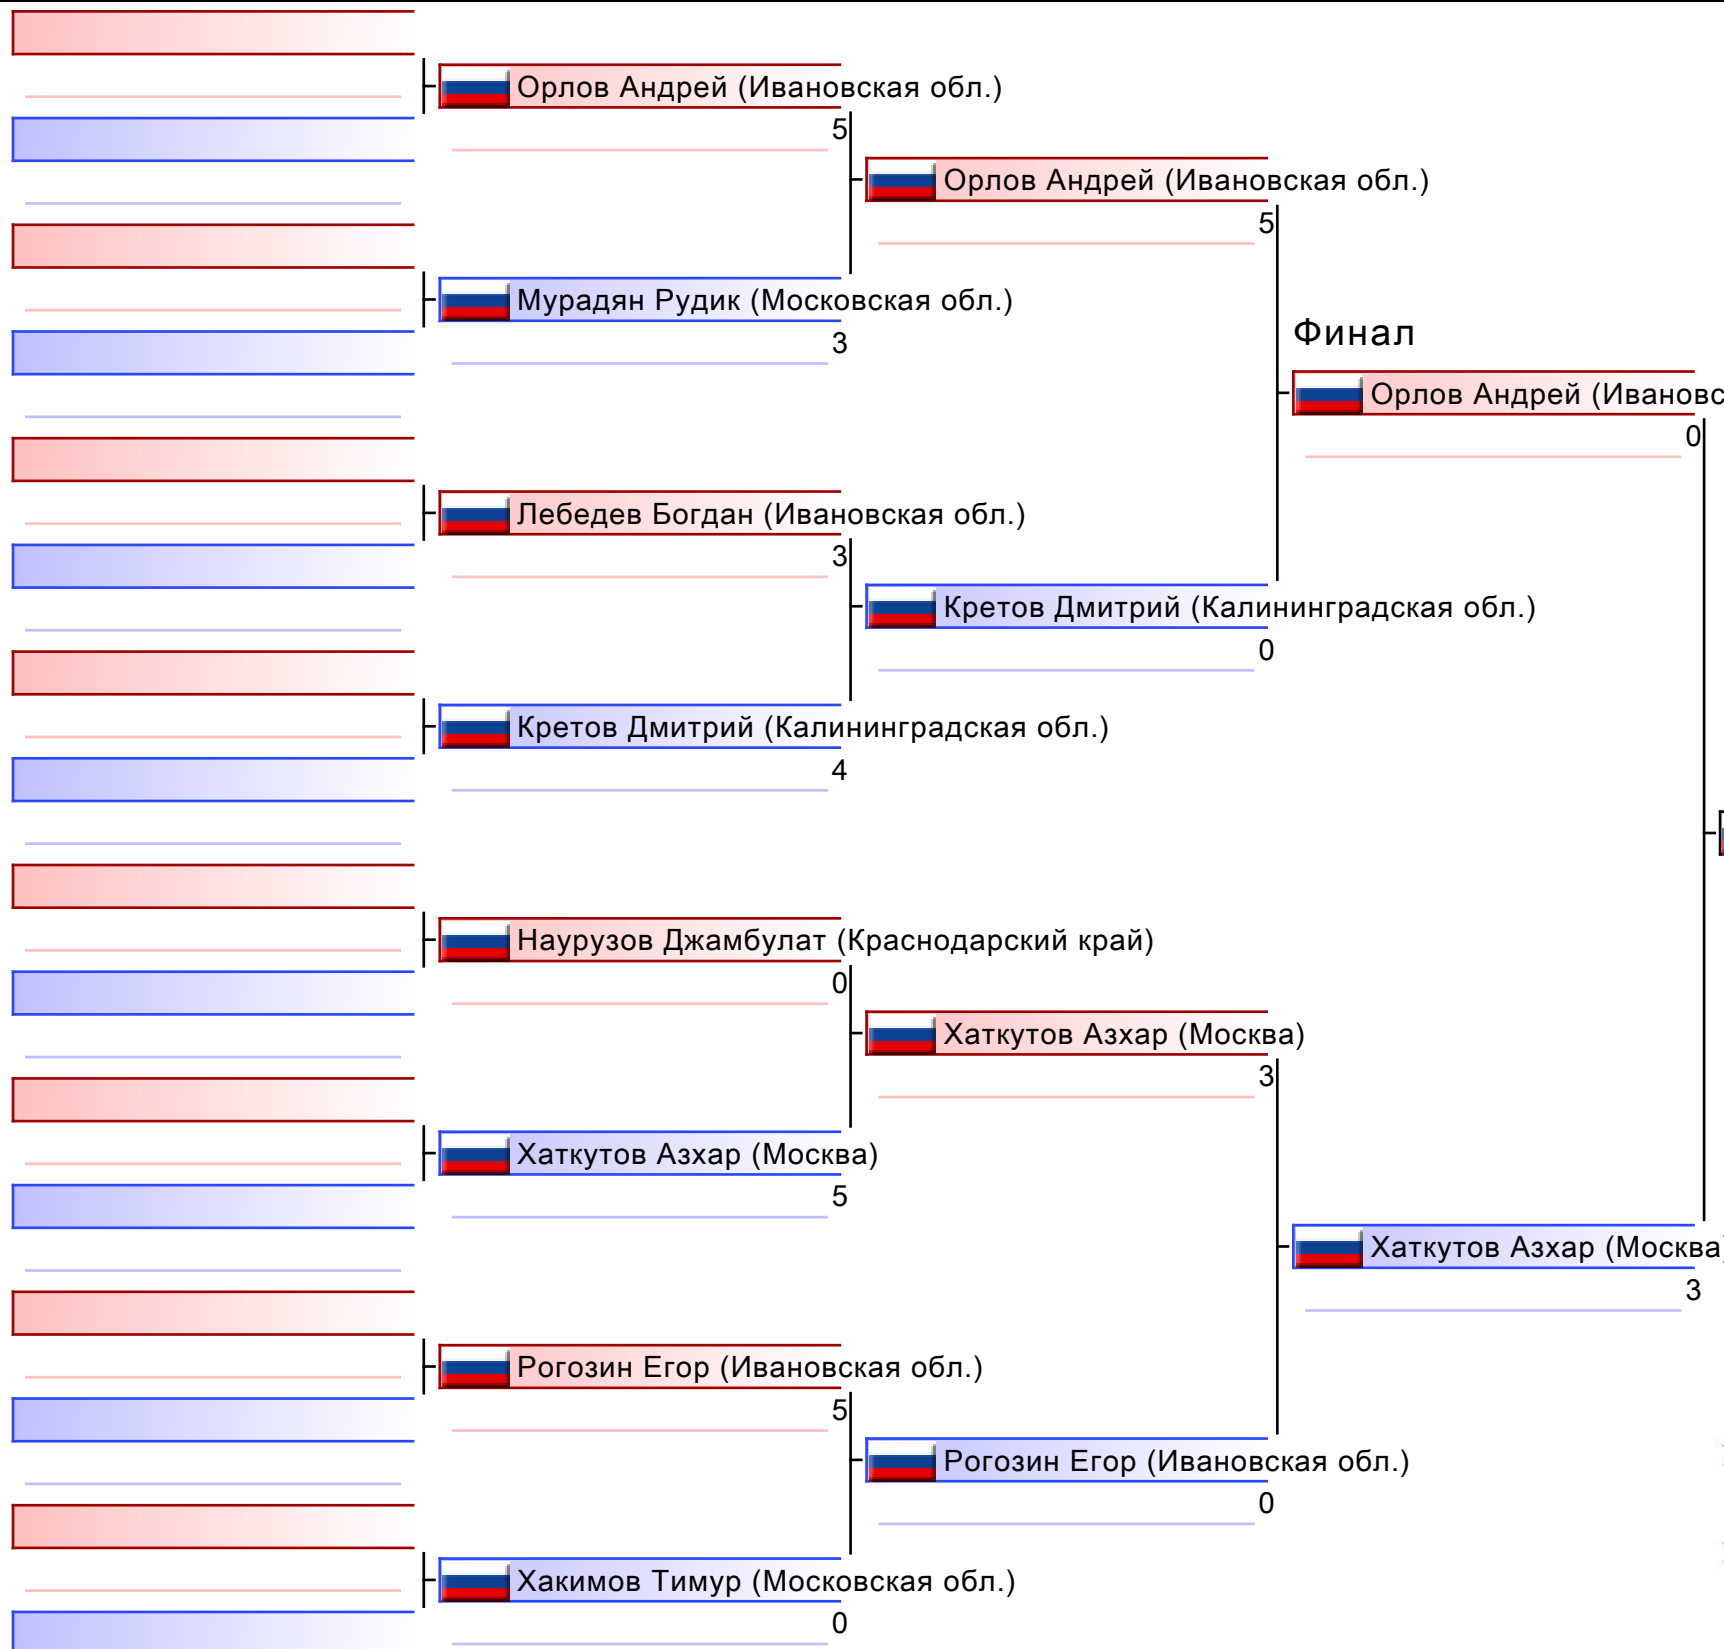 Орлов Андрей (Ивановская обл.)
5
Мурадян Рудик (Московская обл.)
3
Лебедев Богдан (Ивановская обл.)
3
Кретов Дмитрий (Калининградская обл.)
4
Наурузов Джамбулат (Краснодарский край)
0
Хаткутов Азхар (Москва)
5
Рогозин Егор (Ивановская обл.)
5
Хакимов Тимур (Московская обл.)
0
Орлов Андрей (Ивановская обл.)
5
Кретов Дмитрий (Калининградская обл.)
0
Хаткутов Азхар (Москва)
3
Рогозин Егор (Ивановская обл.)
0
Финал
Орлов Андрей (Ивановс
0
Хаткутов Азхар (Москва)
3